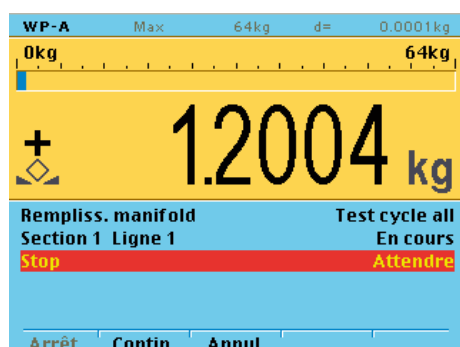 WP-A Max 64kg d= 0.0001kg
0kg 64kg
+ 1.2004 kg
Rempliss. manifold Test cycle all
Section 1 Ligne 1 En cours
Stop Attendre
Arrêt Contin Annul